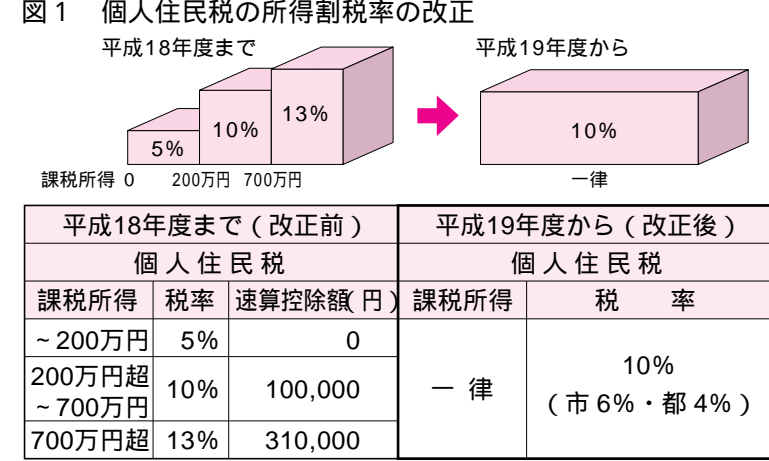 図1 個人住民税の所得割税率の改正
平成18年度まで
平成19年度から
5%
10%
13%
10%
課税所得 0 200万円 700万円
一律
平成18年度まで(改正前) 平成19年度から(改正後)
個人住民税 個人住民税
課税所得 税率 速算控除額(円) 課税所得 税率
~200万円 5% 0
200万円超
~700万円
10% 100,000
700万円超 13% 310,000
一律
10%
(市6%・都4%)